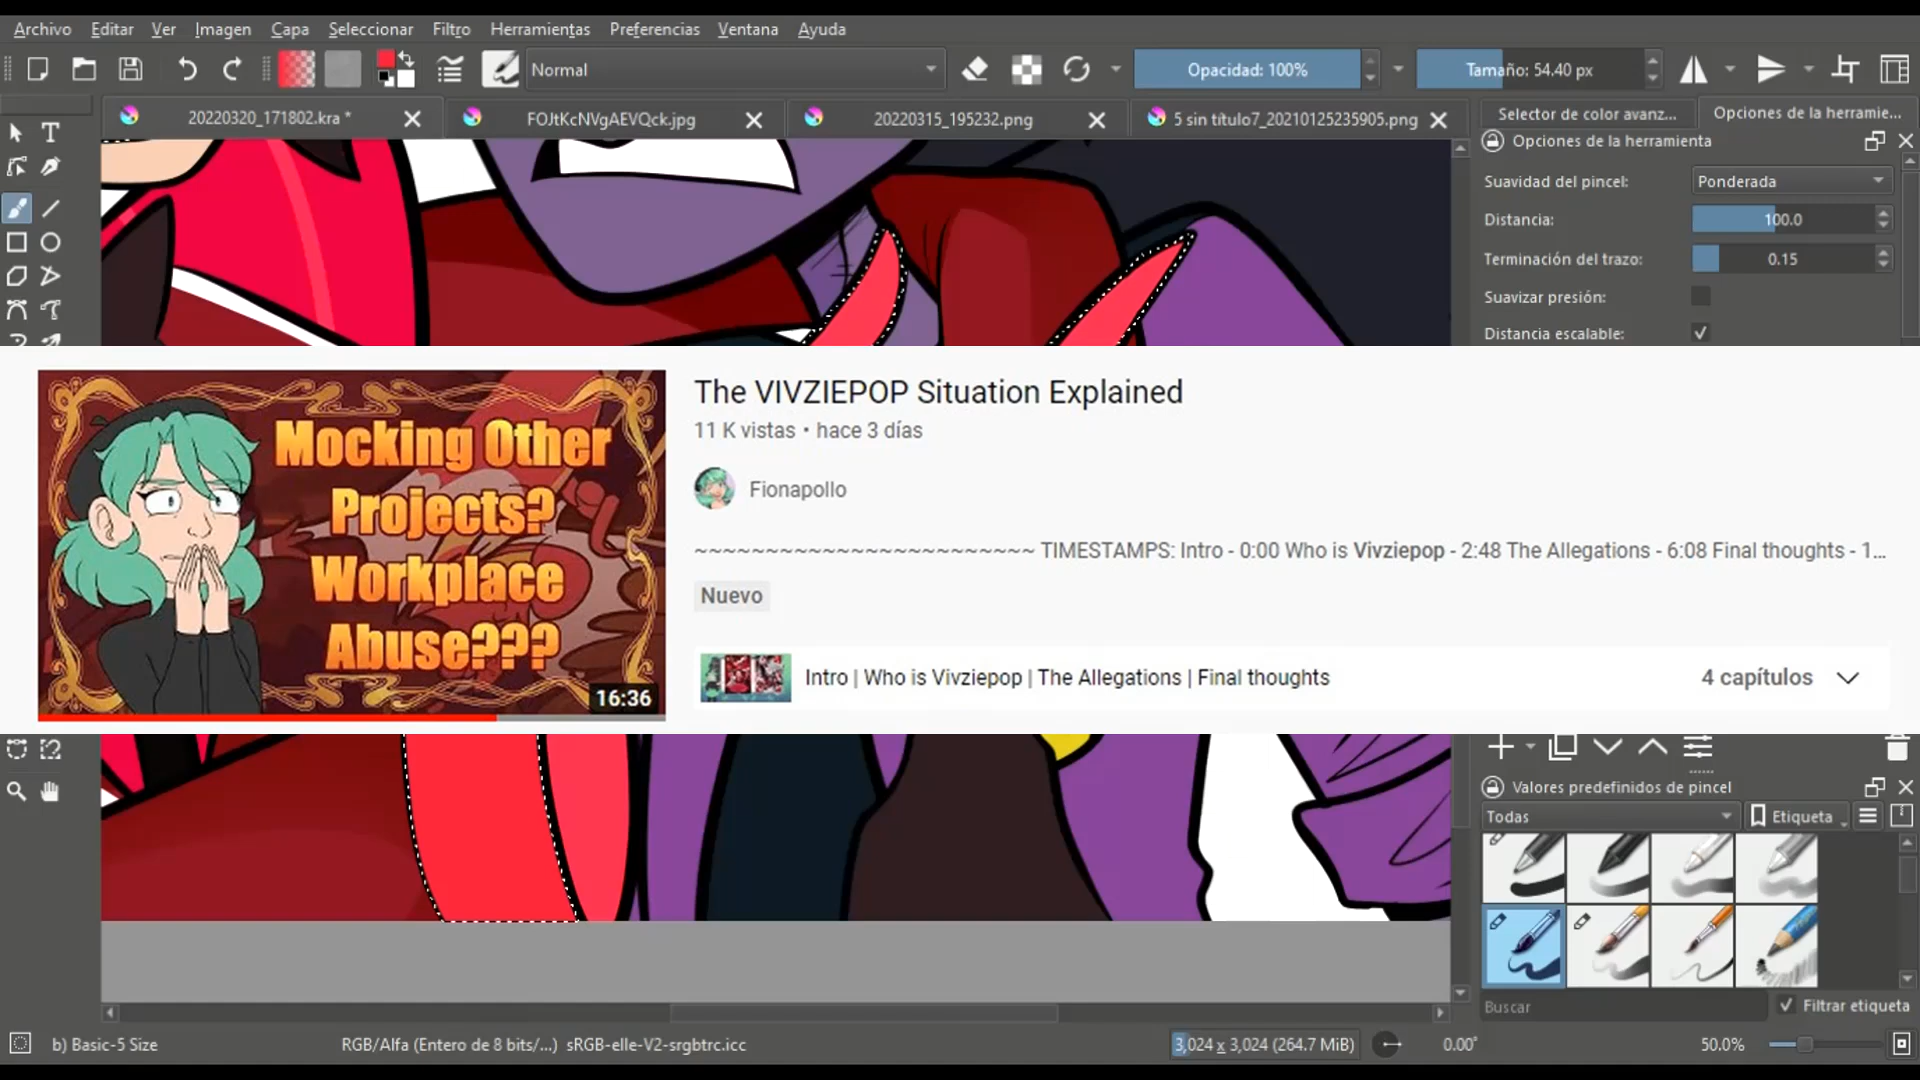 Archivo Editar Ver Imagen Capa Seleccionar Filtro Herramientas Preferencias Ventana Ayuda
Normal
Opacidad: 100%
Tamaño: 54.40 px
20220320_171802.kra *
FOJtKcNVgAEVQck.jpg
20220315_195232.png
5 sin título7_20210125235905.png
Selector de color avanz...
Opciones de la herramie...
Opciones de la herramienta
Suavidad del pincel: Ponderada
Distancia: 100.0
Terminación del trazo: 0.15
Suavizar presión:
Distancia escalable:
Mocking Other
Projects?
Workplace
Abuse???
16:36
The VIVZIEPOP Situation Explained
11 K vistas • hace 3 días
Fionapollo
~~~~~~~~~~~~~~~~~~~~~~~~ TIMESTAMPS: Intro - 0:00 Who is Vivziepop - 2:48 The Allegations - 6:08 Final thoughts - 1...
Nuevo
Intro | Who is Vivziepop | The Allegations | Final thoughts
4 capítulos
Valores predefinidos de pincel
Todas
Etiqueta
Buscar
Filtrar etiqueta
b) Basic-5 Size
RGB/Alfa (Entero de 8 bits/...) sRGB-elle-V2-srgbtrc.icc
3,024 x 3,024 (264.7 MiB)
0.00°
50.0%